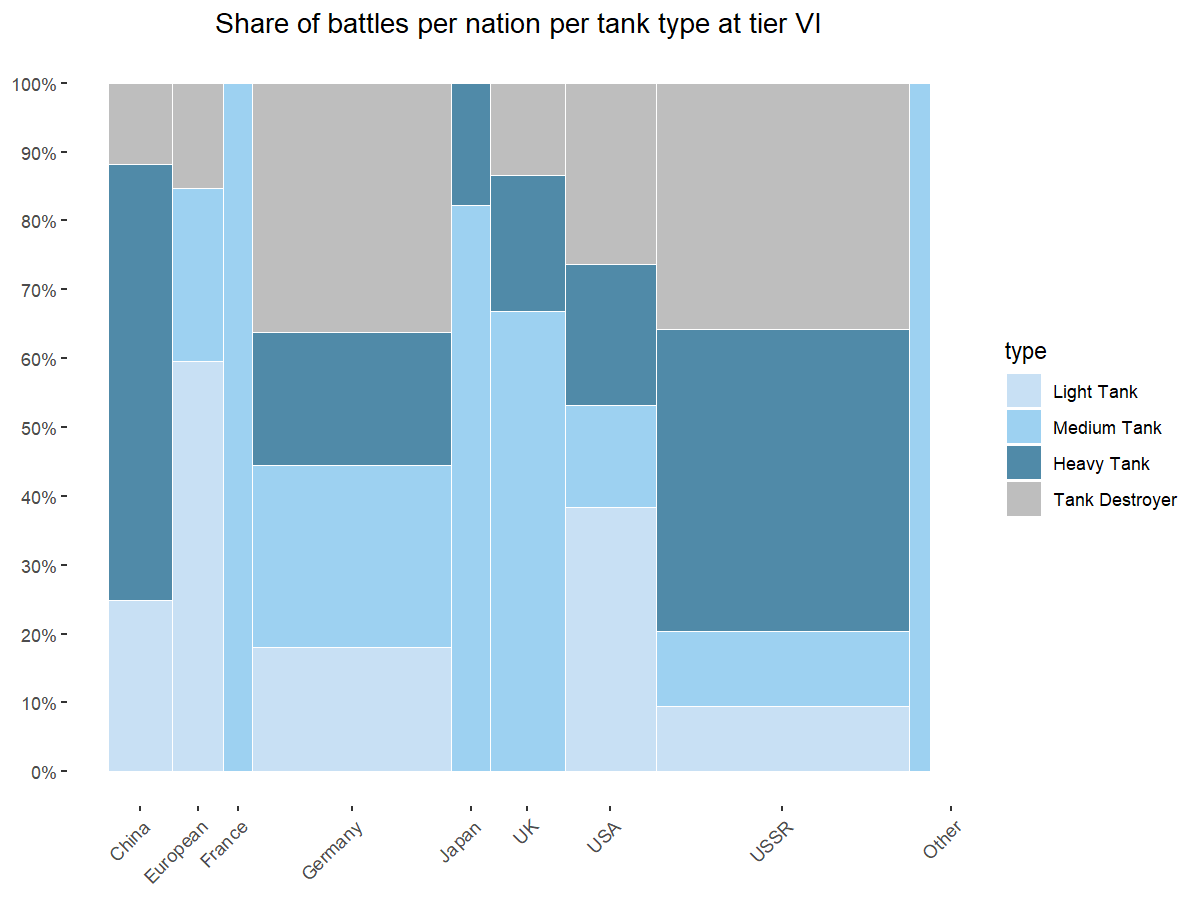 Share of battles per nation per tank type at tier VI
100%
90%
80%
70%
60%
50%
40%
30%
20%
10%
0%
China
European
France
Germany
Japan
UK
USA
USSR
Other
type
Light Tank
Medium Tank
Heavy Tank
Tank Destroyer